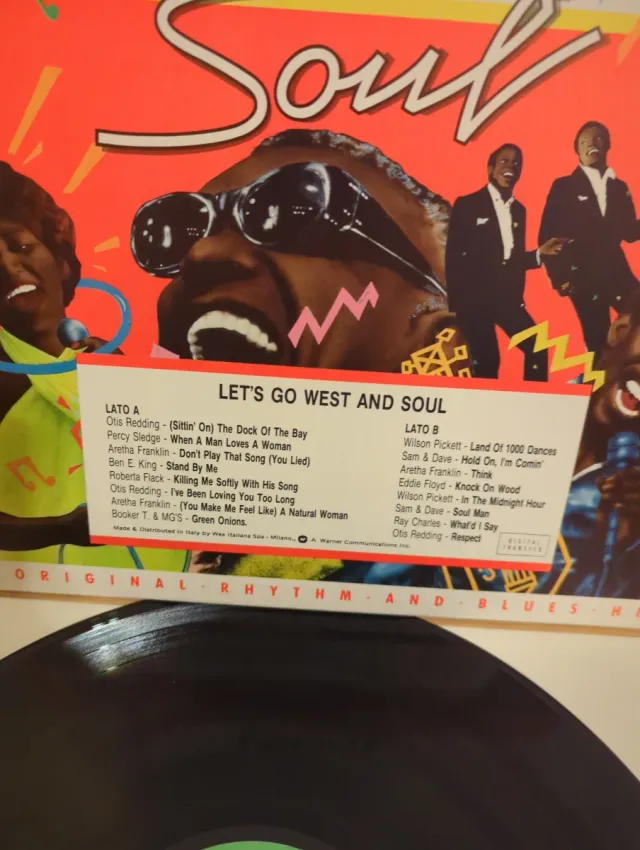 Soul
LET'S GO WEST AND SOUL
LATO A
Otis Redding - (Sittin' On) The Dock Of The Bay
Percy Sledge - When A Man Loves A Woman
Aretha Franklin - Don't Play That Song (You Lied)
Ben E. King - Stand By Me
Roberta Flack - Killing Me Softly With His Song
Otis Redding - I've Been Loving You Too Long
Aretha Franklin - (You Make Me Feel Like) A Natural Woman
Booker T. & MG'S - Green Onions.
LATO B
Wilson Pickett - Land Of 1000 Dances
Sam & Dave - Hold On, I'm Comin'
Aretha Franklin - Think
Eddie Floyd - Knock On Wood
Wilson Pickett - In The Midnight Hour
Sam & Dave - Soul Man
Ray Charles - What'd I Say
Otis Redding - Respect
Made & Distributed in Italy by Wea Italiana Spa - Milano, A Warner Communications Inc.
DIGITAL
TRANSFER
ORIGINAL · RHYTHM · AND · BLUES · H